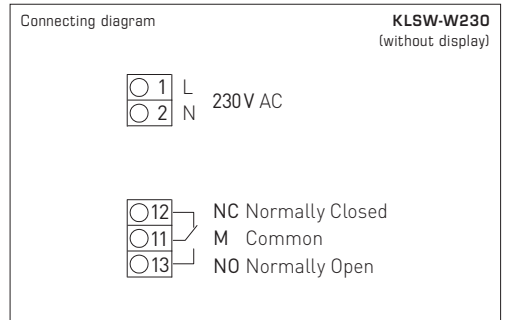 Connecting diagram KLSW-W230
(without display)
1 L
230 V AC
2 N
12 NC Normally Closed
11 M Common
13 NO Normally Open